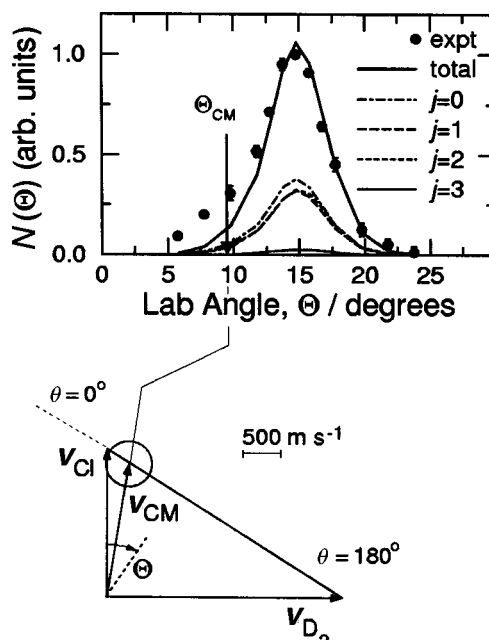 N(Θ) (arb. units)
1.0
0.5
0.0
Θ_CM
expt
total
j=0
j=1
j=2
j=3
0 5 10 15 20 25
Lab Angle, Θ / degrees
θ = 0°
500 m s⁻¹
v_Cl
v_CM
Θ
θ = 180°
v_D₂